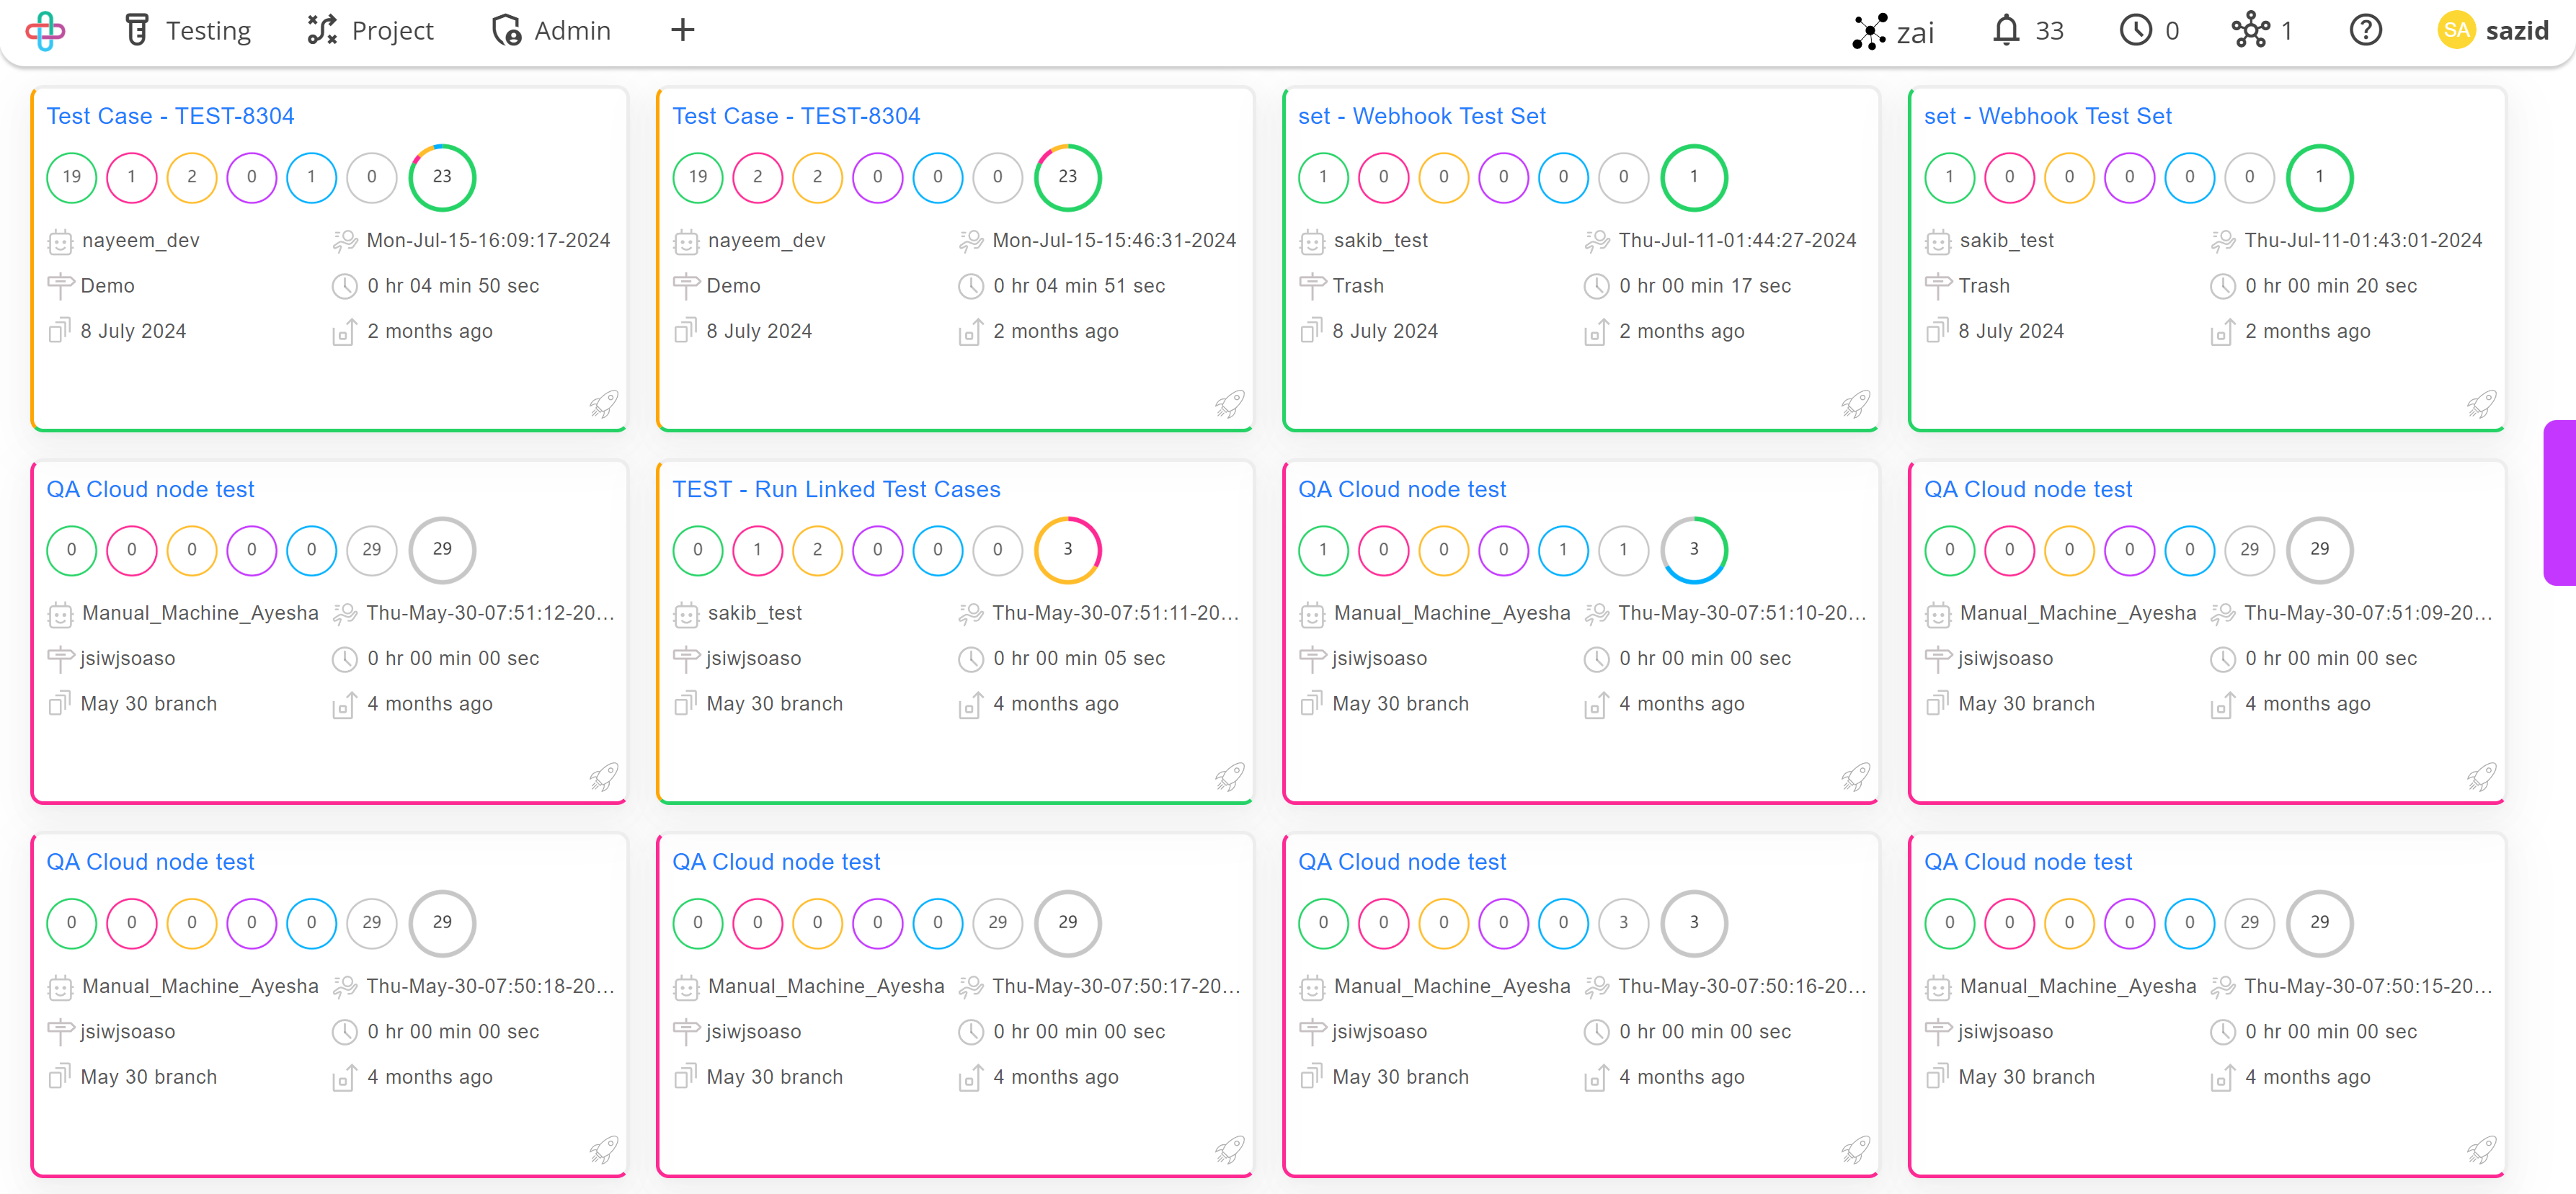 Testing Project Admin + zai 33 0 1 ? SA sazid
Test Case - TEST-8304
19 1 2 0 1 0 23
nayeem_dev Mon-Jul-15-16:09:17-2024
Demo 0 hr 04 min 50 sec
8 July 2024 2 months ago
Test Case - TEST-8304
19 2 2 0 0 0 23
nayeem_dev Mon-Jul-15-15:46:31-2024
Demo 0 hr 04 min 51 sec
8 July 2024 2 months ago
set - Webhook Test Set
1 0 0 0 0 0 1
sakib_test Thu-Jul-11-01:44:27-2024
Trash 0 hr 00 min 17 sec
8 July 2024 2 months ago
set - Webhook Test Set
1 0 0 0 0 0 1
sakib_test Thu-Jul-11-01:43:01-2024
Trash 0 hr 00 min 20 sec
8 July 2024 2 months ago
QA Cloud node test
0 0 0 0 0 29 29
Manual_Machine_Ayesha Thu-May-30-07:51:12-20...
jsiwjsoaso 0 hr 00 min 00 sec
May 30 branch 4 months ago
TEST - Run Linked Test Cases
0 1 2 0 0 0 3
sakib_test Thu-May-30-07:51:11-20...
jsiwjsoaso 0 hr 00 min 05 sec
May 30 branch 4 months ago
QA Cloud node test
1 0 0 0 1 1 3
Manual_Machine_Ayesha Thu-May-30-07:51:10-20...
jsiwjsoaso 0 hr 00 min 00 sec
May 30 branch 4 months ago
QA Cloud node test
0 0 0 0 0 29 29
Manual_Machine_Ayesha Thu-May-30-07:51:09-20...
jsiwjsoaso 0 hr 00 min 00 sec
May 30 branch 4 months ago
QA Cloud node test
0 0 0 0 0 29 29
Manual_Machine_Ayesha Thu-May-30-07:50:18-20...
jsiwjsoaso 0 hr 00 min 00 sec
May 30 branch 4 months ago
QA Cloud node test
0 0 0 0 0 29 29
Manual_Machine_Ayesha Thu-May-30-07:50:17-20...
jsiwjsoaso 0 hr 00 min 00 sec
May 30 branch 4 months ago
QA Cloud node test
0 0 0 0 0 3 3
Manual_Machine_Ayesha Thu-May-30-07:50:16-20...
jsiwjsoaso 0 hr 00 min 00 sec
May 30 branch 4 months ago
QA Cloud node test
0 0 0 0 0 29 29
Manual_Machine_Ayesha Thu-May-30-07:50:15-20...
jsiwjsoaso 0 hr 00 min 00 sec
May 30 branch 4 months ago